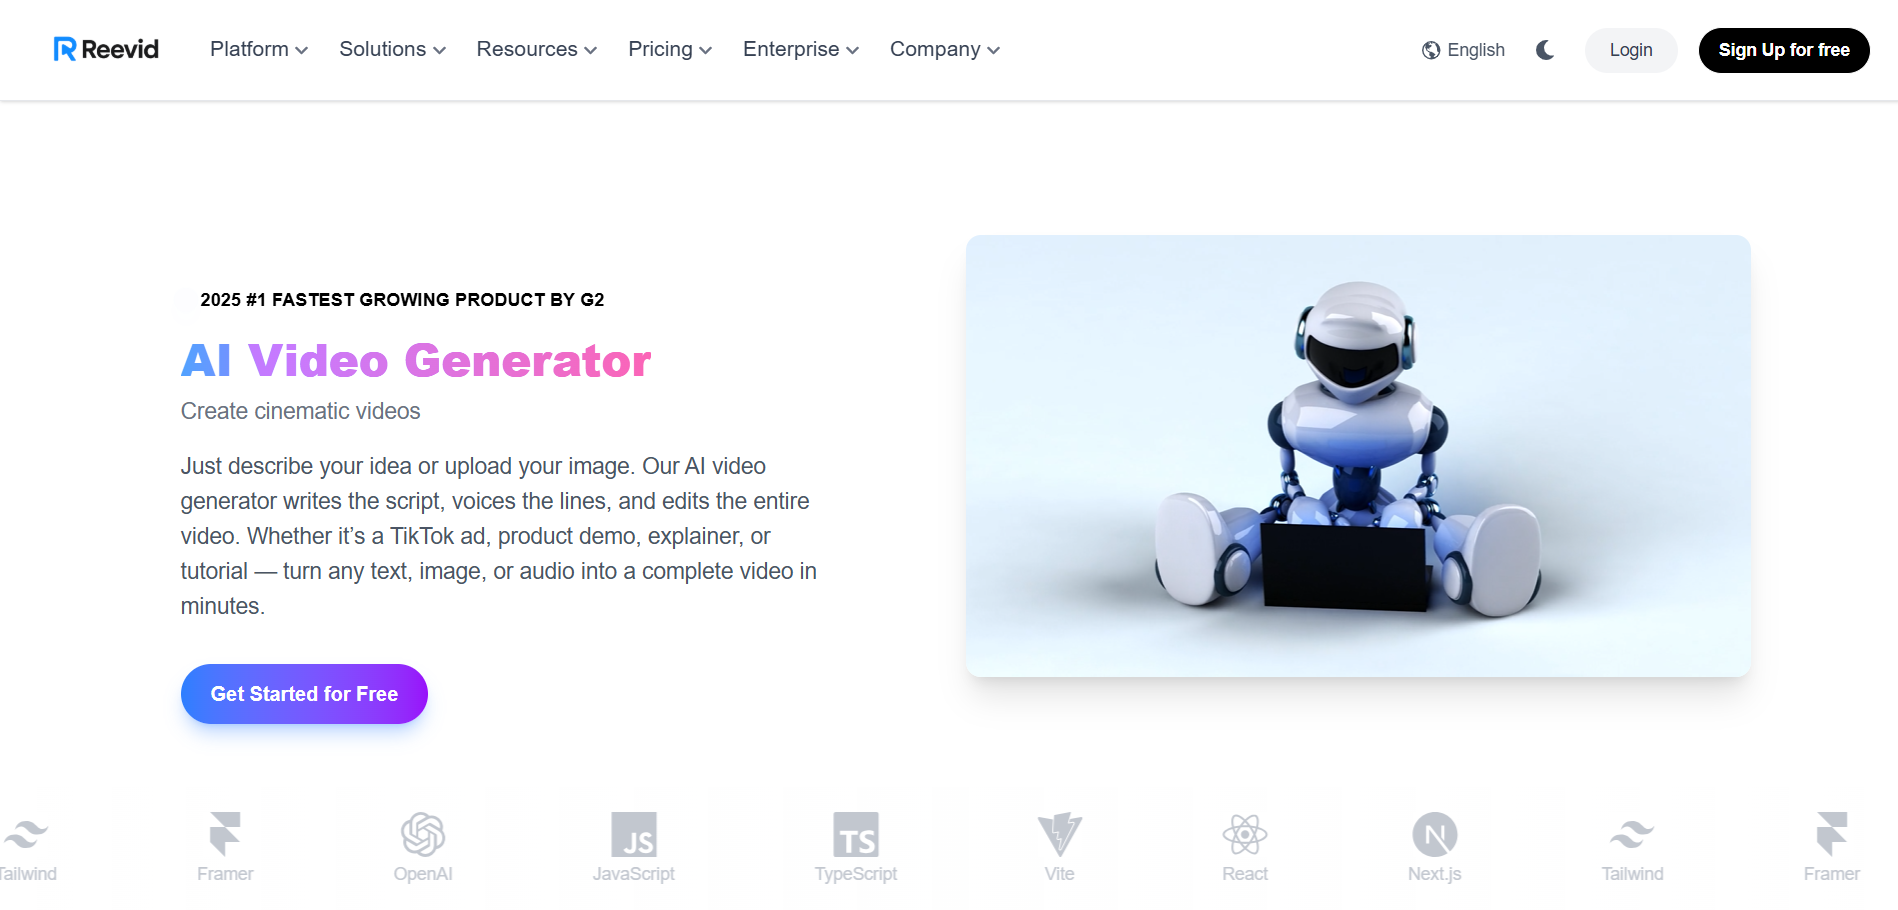 Reevid
Platform
Solutions
Resources
Pricing
Enterprise
Company
English
Login
Sign Up for free
2025 #1 FASTEST GROWING PRODUCT BY G2
AI Video Generator
Create cinematic videos
Just describe your idea or upload your image. Our AI video
generator writes the script, voices the lines, and edits the entire
video. Whether it’s a TikTok ad, product demo, explainer, or
tutorial — turn any text, image, or audio into a complete video in
minutes.
Get Started for Free
JS
TS
N
Tailwind
Framer
OpenAI
JavaScript
TypeScript
Vite
React
Next.js
Tailwind
Framer